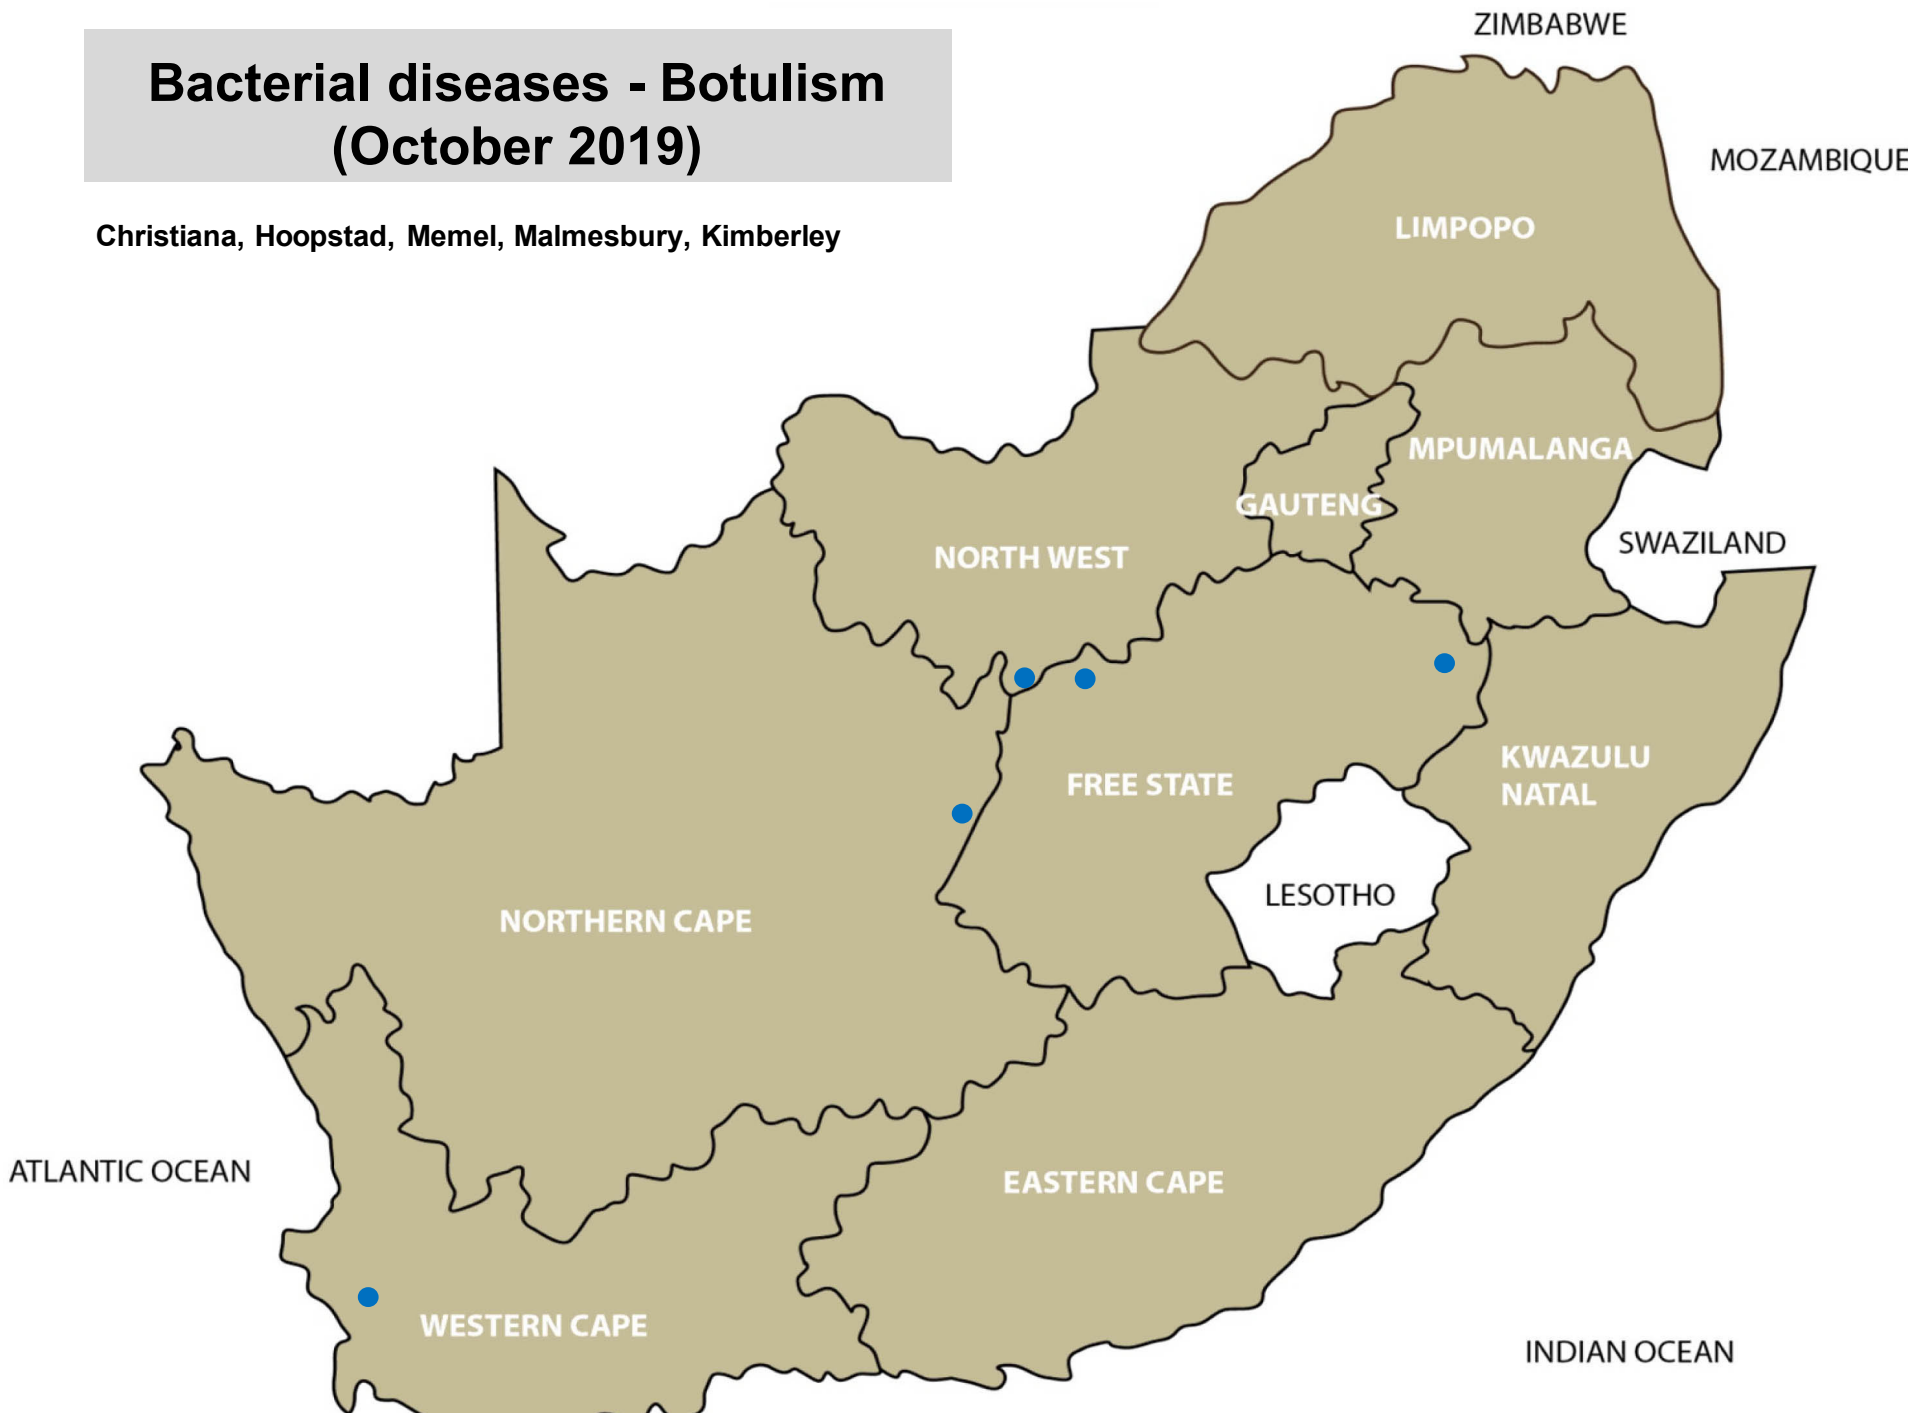 Bacterial diseases - Botulism
(October 2019)
Christiana, Hoopstad, Memel, Malmesbury, Kimberley
ZIMBABWE
MOZAMBIQUE
LIMPOPO
MPUMALANGA
GAUTENG
SWAZILAND
NORTH WEST
KWAZULU
NATAL
FREE STATE
LESOTHO
NORTHERN CAPE
ATLANTIC OCEAN
EASTERN CAPE
WESTERN CAPE
INDIAN OCEAN